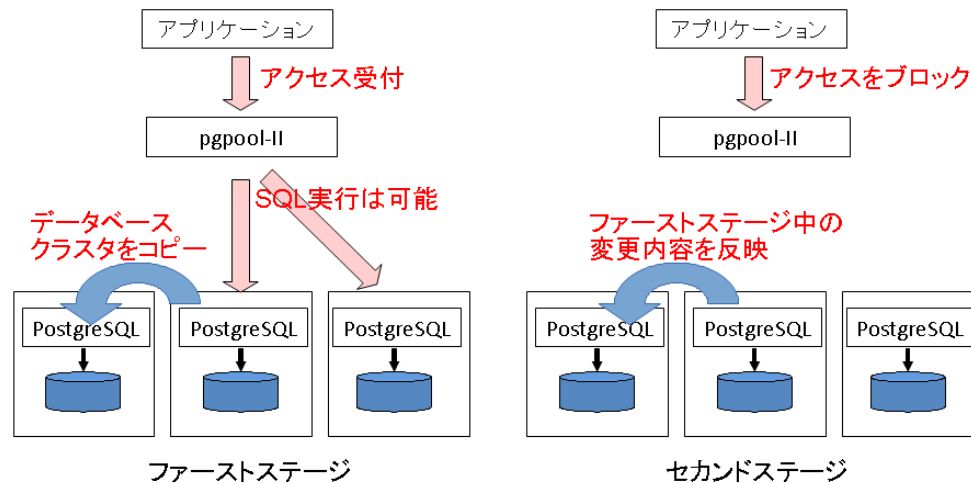 アプリケーション
アクセス受付
pgpool-II
SQL実行は可能
データベース
クラスタをコピー
PostgreSQL
PostgreSQL
PostgreSQL
ファーストステージ
アプリケーション
アクセスをブロック
pgpool-II
ファーストステージ中の
変更内容を反映
PostgreSQL
PostgreSQL
PostgreSQL
セカンドステージ